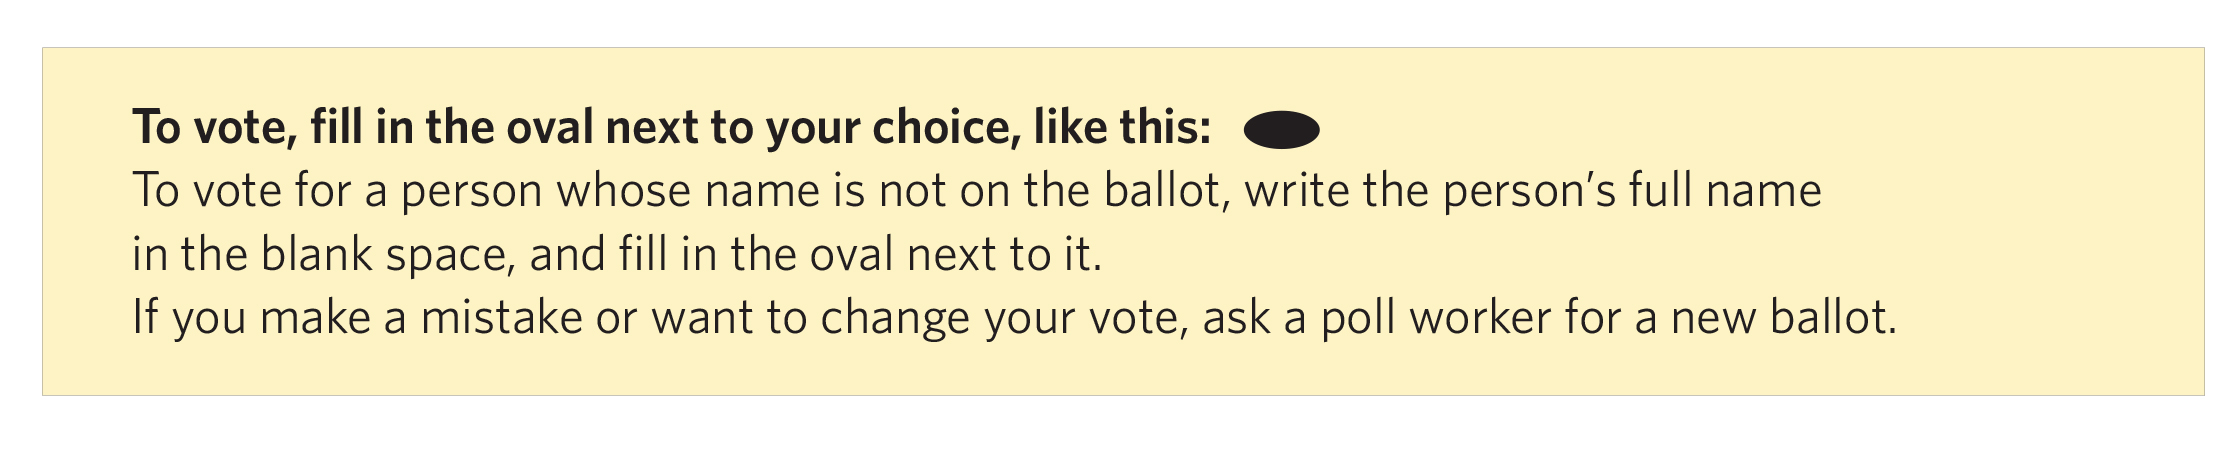 To vote, fill in the oval next to your choice, like this:
To vote for a person whose name is not on the ballot, write the person’s full name
in the blank space, and fill in the oval next to it.
If you make a mistake or want to change your vote, ask a poll worker for a new ballot.